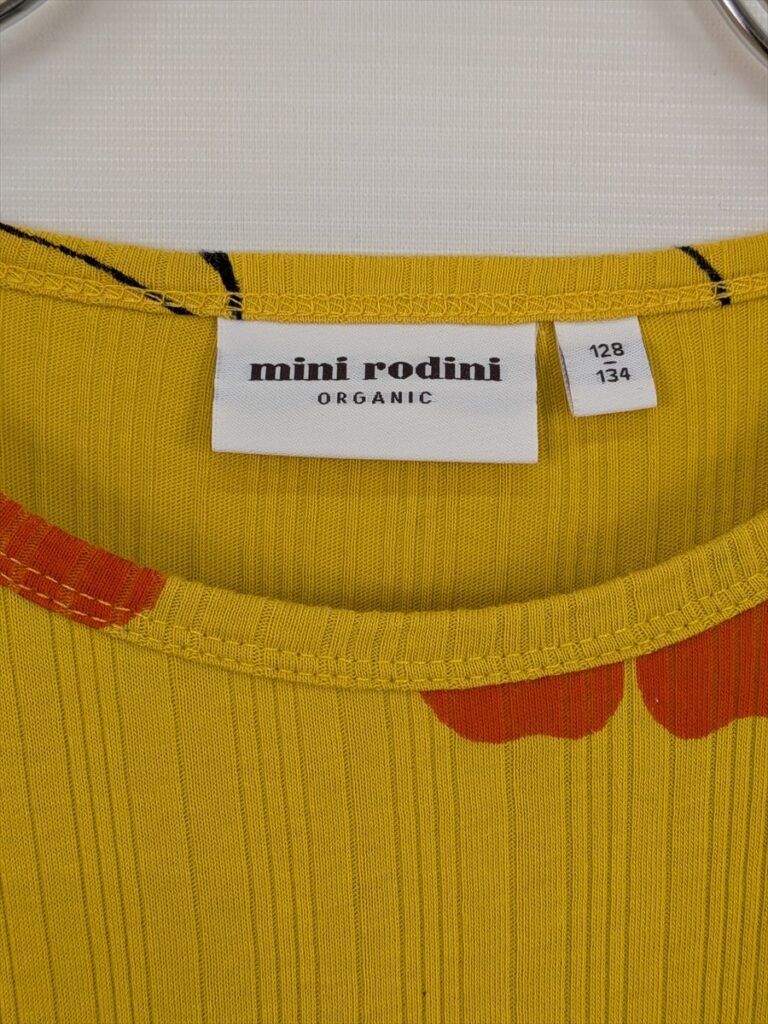 mini rodini
ORGANIC
128
134